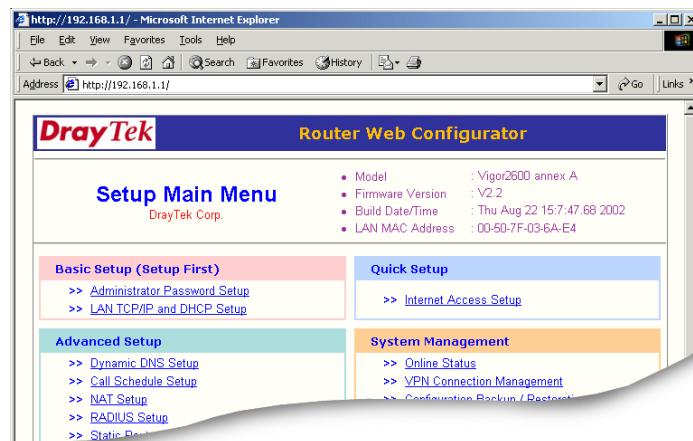 http://192.168.1.1/ - Microsoft Internet Explorer
File Edit View Favorites Tools Help
Back Search Favorites History
Address http://192.168.1.1/ Go Links »
DrayTek Router Web Configurator
Setup Main Menu
DrayTek Corp.
• Model : Vigor2600 annex A
• Firmware Version : V2.2
• Build Date/Time : Thu Aug 22 15:7:47.68 2002
• LAN MAC Address : 00-50-7F-03-6A-E4
Basic Setup (Setup First)
>> Administrator Password Setup
>> LAN TCP/IP and DHCP Setup
Quick Setup
>> Internet Access Setup
Advanced Setup
>> Dynamic DNS Setup
>> Call Schedule Setup
>> NAT Setup
>> RADIUS Setup
>> Static
System Management
>> Online Status
>> VPN Connection Management
>> Configuration Backup /